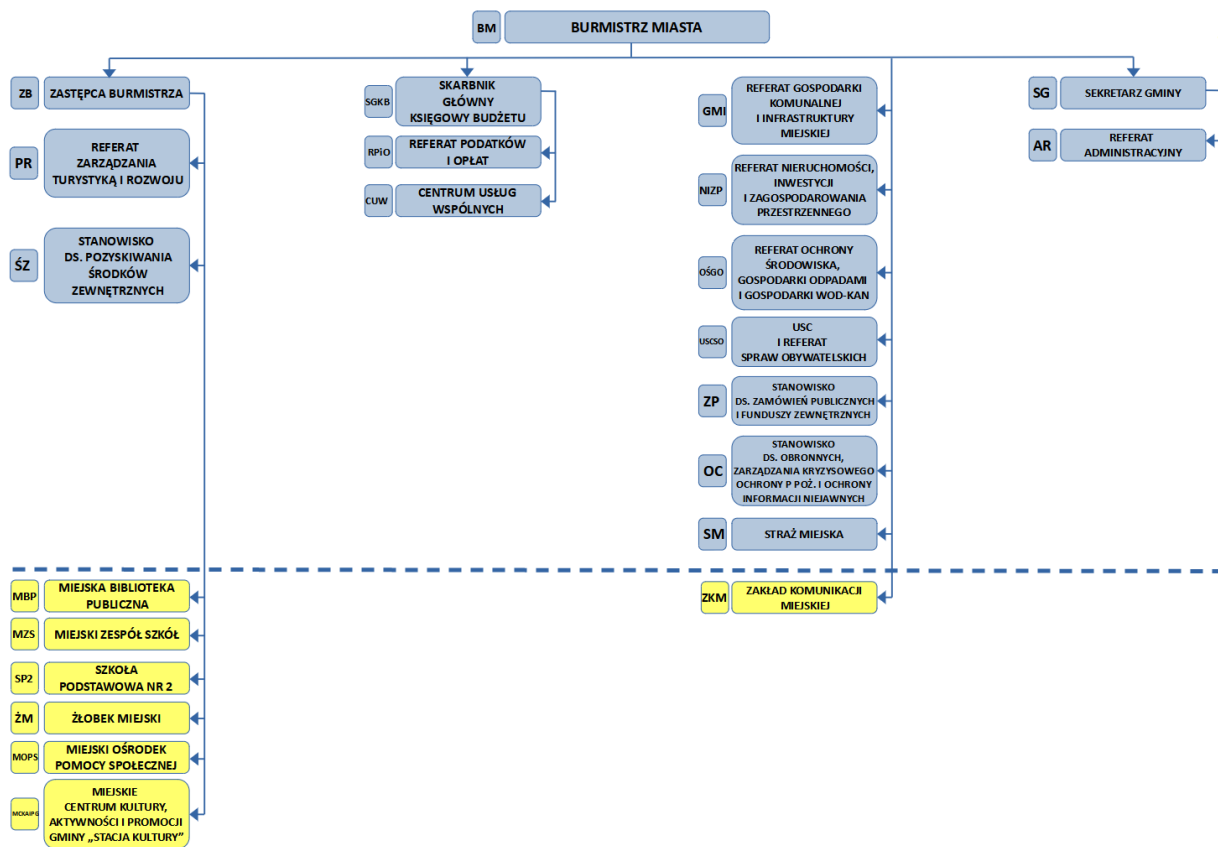 BM
BURMISTRZ MIASTA
ZB
ZASTĘPCA BURMISTRZA
PR
REFERAT
ZARZĄDZANIA
TURYSTYKĄ I ROZWOJU
ŚZ
STANOWISKO
DS. POZYSKIWANIA
ŚRODKÓW
ZEWNĘTRZNYCH
SGKB
SKARBNIK
GŁÓWNY
KSIĘGOWY BUDŻETU
RPiO
REFERAT PODATKÓW
I OPŁAT
CUW
CENTRUM USŁUG
WSPÓLNYCH
GMI
REFERAT GOSPODARKI
KOMUNALNEJ
I INFRASTRUKTURY
MIEJSKIEJ
NIZP
REFERAT NIERUCHOMOŚCI,
INWESTYCJI
I ZAGOSPODAROWANIA
PRZESTRZENNEGO
OŚGO
REFERAT OCHRONY
ŚRODOWISKA,
GOSPODARKI ODPADAMI
I GOSPODARKI WOD-KAN
USCSO
USC
I REFERAT
SPRAW OBYWATELSKICH
ZP
STANOWISKO
DS. ZAMÓWIEŃ PUBLICZNYCH
I FUNDUSZY ZEWNĘTRZNYCH
OC
STANOWISKO
DS. OBRONNYCH,
ZARZĄDZANIA KRYZYSOWEGO
OCHRONY P POŻ. I OCHRONY
INFORMACJI NIEJAWNYCH
SM
STRAŻ MIEJSKA
SG
SEKRETARZ GMINY
AR
REFERAT
ADMINISTRACYJNY
MBP
MIEJSKA BIBLIOTEKA
PUBLICZNA
MZS
MIEJSKI ZESPÓŁ SZKÓŁ
SP2
SZKOŁA
PODSTAWOWA NR 2
ŻM
ŻŁOBEK MIEJSKI
MOPS
MIEJSKI OŚRODEK
POMOCY SPOŁECZNEJ
MCKAIPG
MIEJSKIE
CENTRUM KULTURY,
AKTYWNOŚCI I PROMOCJI
GMINY „STACJA KULTURY”
ZKM
ZAKŁAD KOMUNIKACJI
MIEJSKIEJ